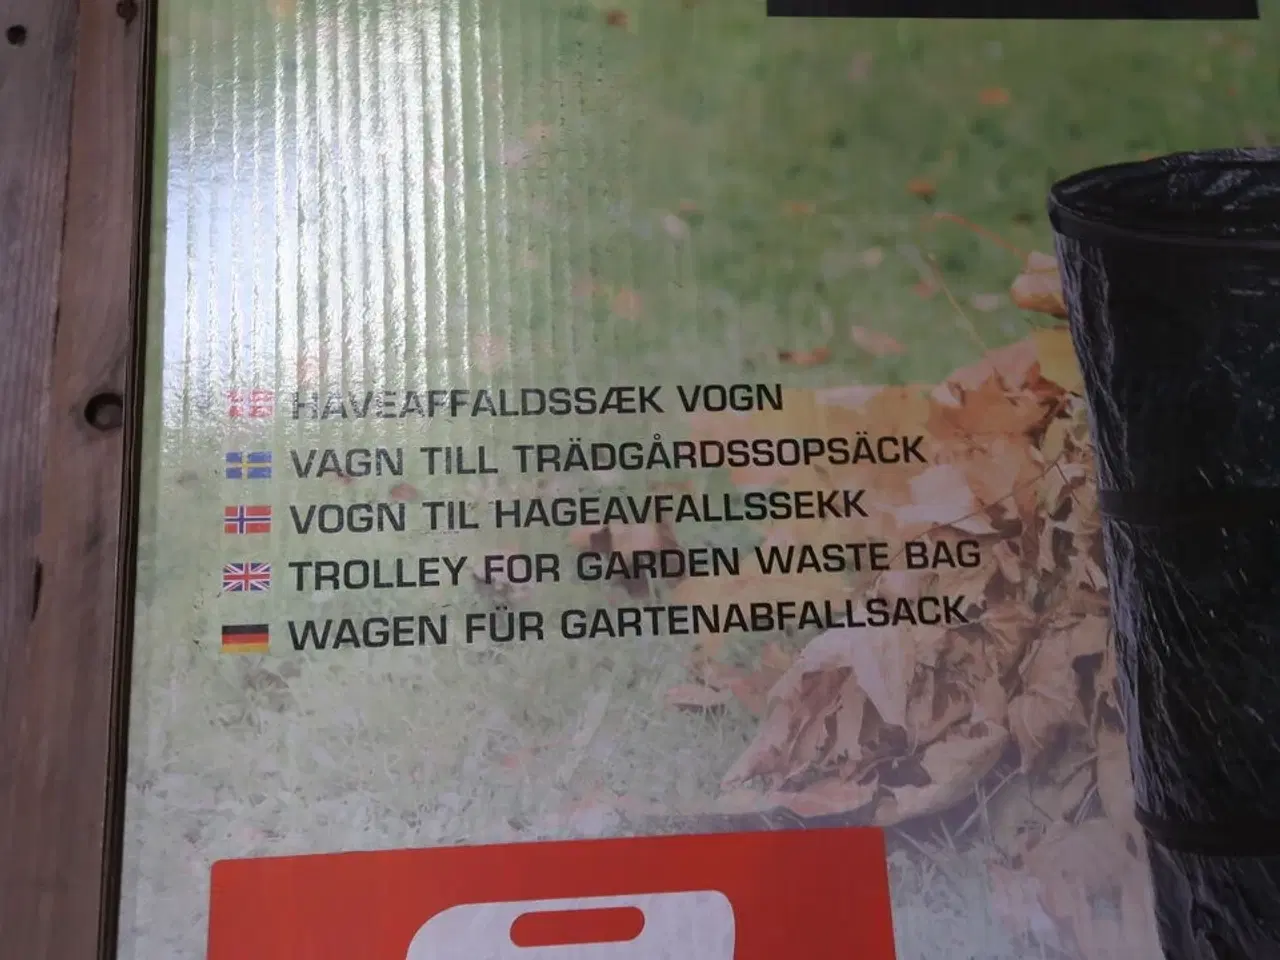 HAVEAFFALDSSÆK VOGN
VAGN TILL TRÄDGÅRDSSOPSÄCK
VOGN TIL HAGEAVFALLSSEKK
TROLLEY FOR GARDEN WASTE BAG
WAGEN FÜR GARTENABFALLSACK